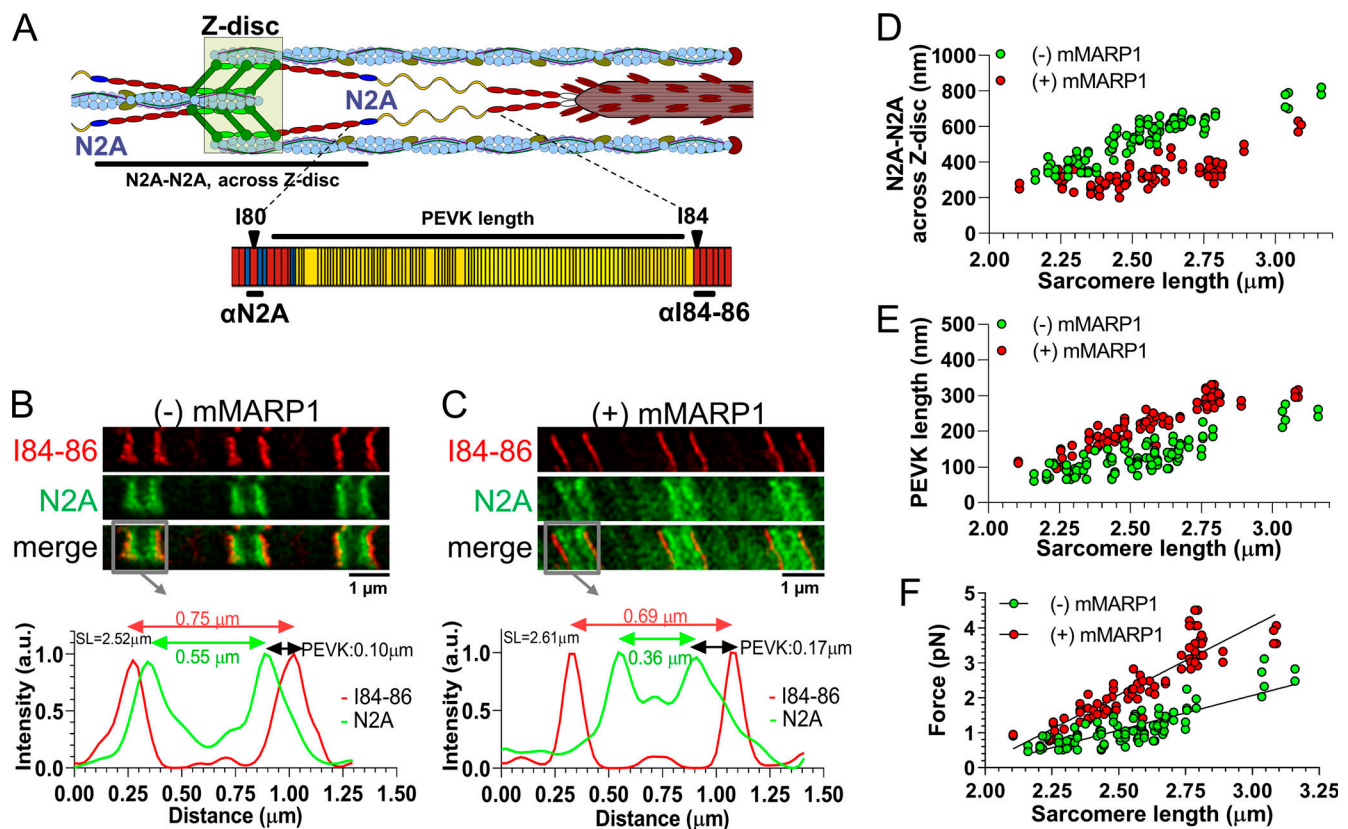 A
Z-disc
N2A
N2A
N2A-N2A, across Z-disc
I80
PEVK length
I84
αN2A
αI84-86
B
(-) mMARP1
I84-86
N2A
merge
1 µm
0.75 µm
SL=2.52µm
0.55 µm
PEVK:0.10µm
I84-86
N2A
Intensity (a.u.)
1.0
0.5
0.0
0.00 0.25 0.50 0.75 1.00 1.25 1.50
Distance (µm)
C
(+) mMARP1
I84-86
N2A
merge
1 µm
0.69 µm
SL=2.61µm
0.36 µm
PEVK:0.17µm
I84-86
N2A
Intensity (a.u.)
1.0
0.5
0.0
0.00 0.25 0.50 0.75 1.00 1.25 1.50
Distance (µm)
D
(-) mMARP1
(+) mMARP1
N2A-N2A
across Z-disc (nm)
1000
800
600
400
200
0
2.00 2.25 2.50 2.75 3.00
Sarcomere length (µm)
E
(-) mMARP1
(+) mMARP1
PEVK length (nm)
500
400
300
200
100
0
2.00 2.25 2.50 2.75 3.00
Sarcomere length (µm)
F
(-) mMARP1
(+) mMARP1
Force (pN)
5
4
3
2
1
0
2.00 2.25 2.50 2.75 3.00 3.25
Sarcomere length (µm)